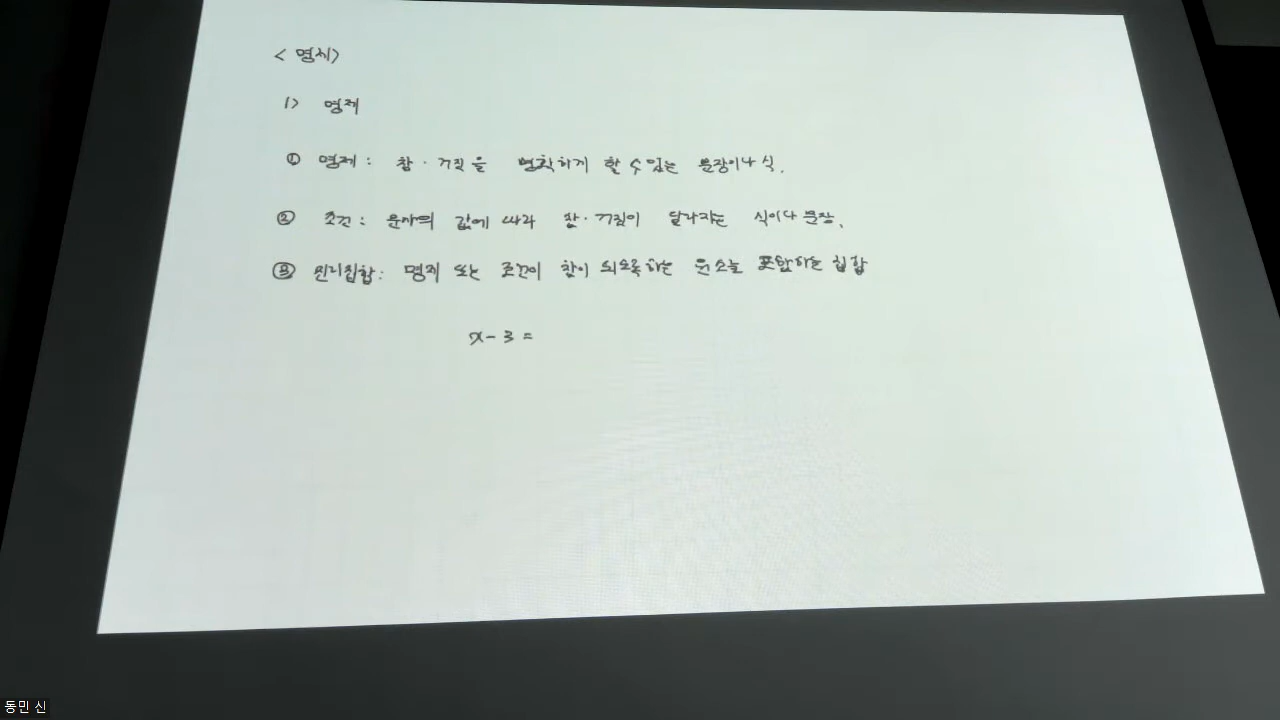 <명제>
1> 명제
① 명제: 참·거짓을 명확하게 할 수 있는 문장이나 식.
② 조건: 문자의 값에 따라 참·거짓이 달라지는 식이나 문장.
③ 진리집합: 명제 또는 조건이 참이 되도록하는 원소를 포함하는 집합
x-3=
동민 신